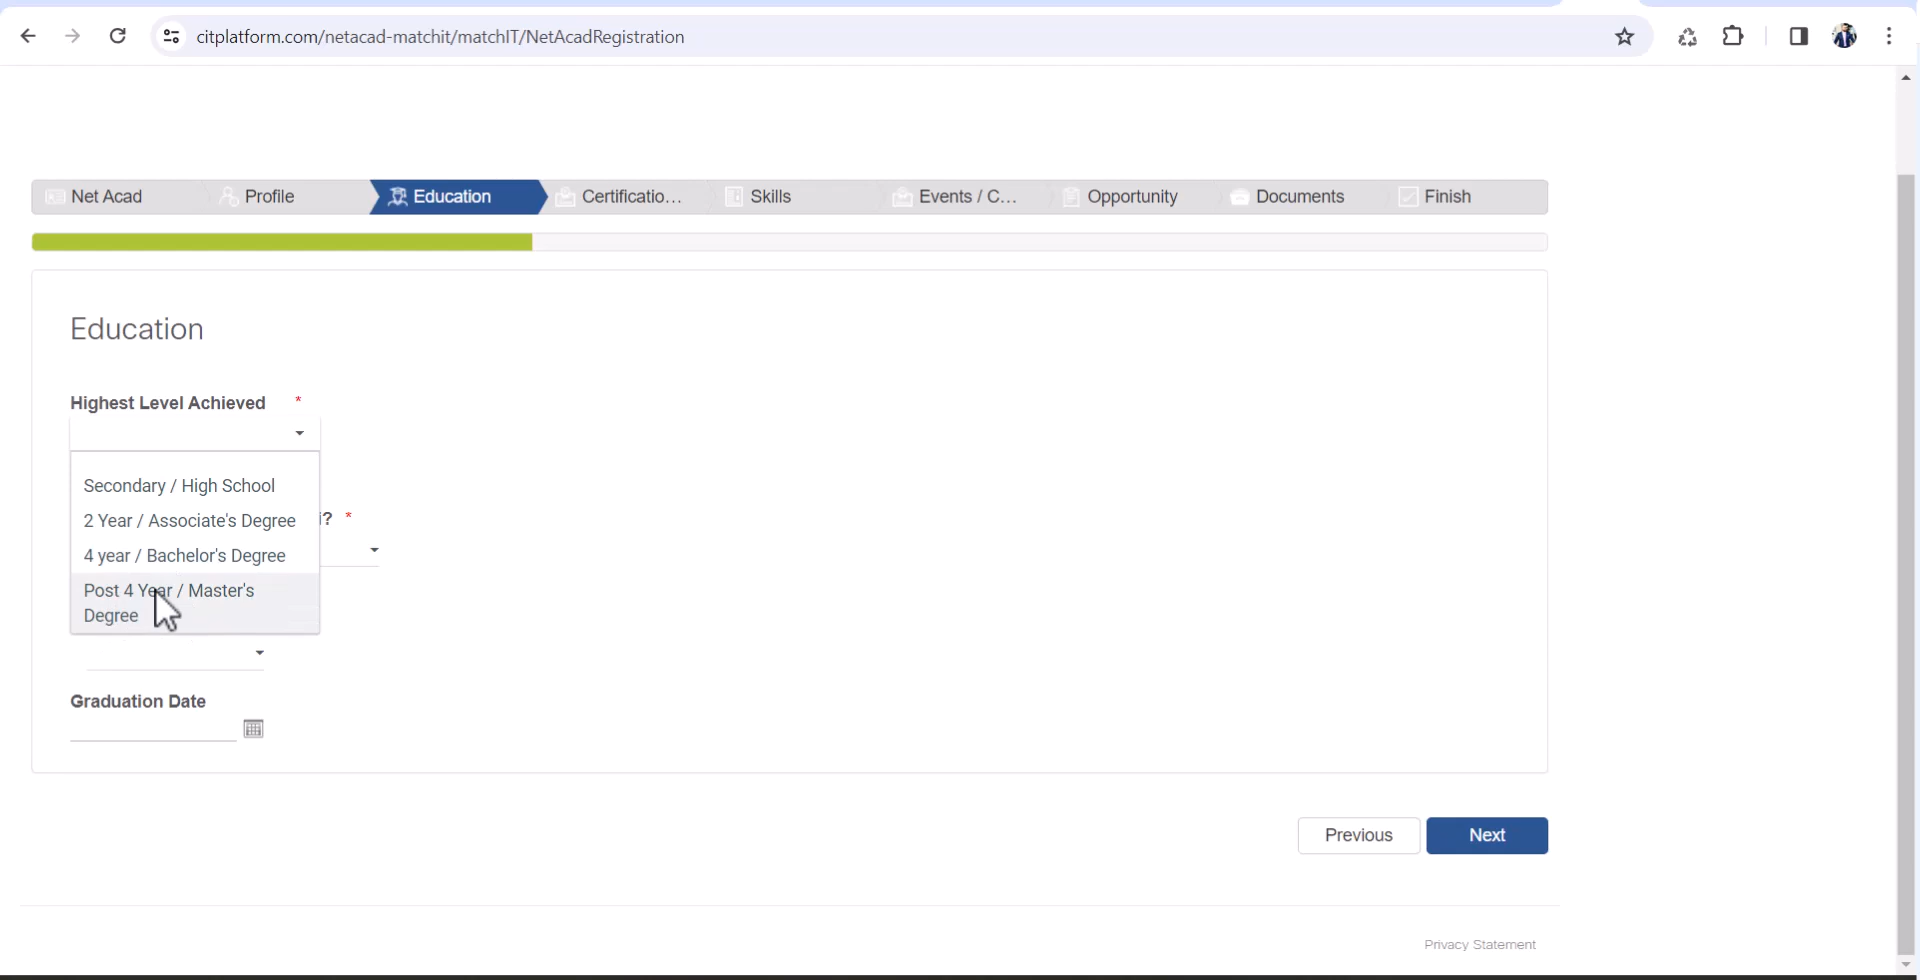 citplatform.com/netacad-matchit/matchIT/NetAcadRegistration
Net Acad Profile Education Certificatio... Skills Events / C... Opportunity Documents Finish
Education
Highest Level Achieved *
Secondary / High School
2 Year / Associate's Degree
i? *
4 year / Bachelor's Degree
Post 4 Year / Master's
Degree
Graduation Date
Previous Next
Privacy Statement